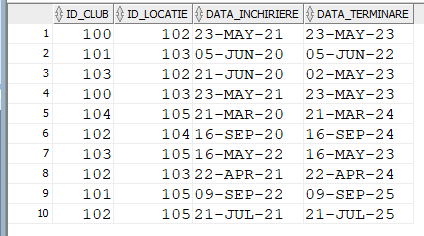 ID_CLUB ID_LOCATIE DATA_INCHIRIERE DATA_TERMINARE
1 100 102 23-MAY-21 23-MAY-23
2 101 103 05-JUN-20 05-JUN-22
3 103 102 21-JUN-20 02-MAY-23
4 100 103 23-MAY-21 23-MAY-23
5 104 105 21-MAR-20 21-MAR-24
6 102 104 16-SEP-20 16-SEP-24
7 103 105 16-MAY-22 16-MAY-23
8 102 103 22-APR-21 22-APR-24
9 101 105 09-SEP-22 09-SEP-25
10 102 105 21-JUL-21 21-JUL-25